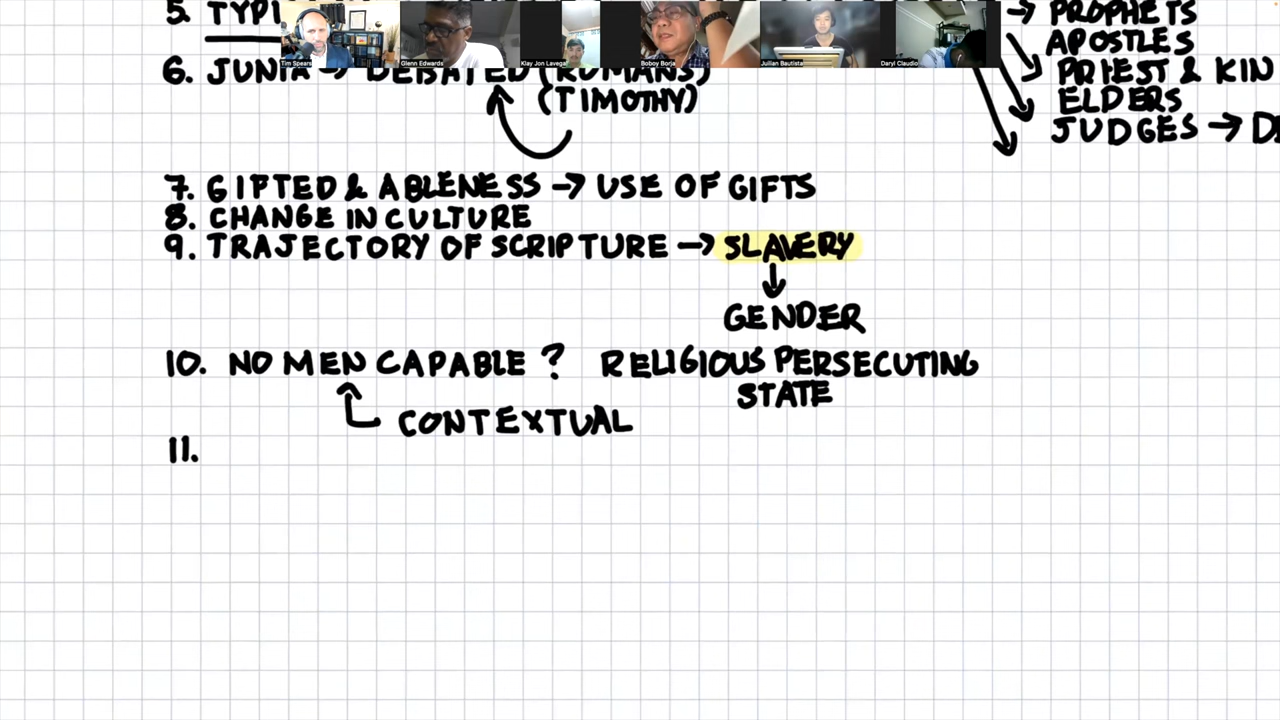 5. TYPI
→ PROPHETS
APOSTLES
PRIEST & KIN
ELDERS
JUDGES → D
Tim Spears
Glenn Edwards
Klay Jon Lavega
Boboy Borja
Julian Bautista
Daryl Claudio
6. JUNIA → DEBATED (ROMANS)
(TIMOTHY)
7. GIFTED & ABLENESS → USE OF GIFTS
8. CHANGE IN CULTURE
9. TRAJECTORY OF SCRIPTURE → SLAVERY
GENDER
10. NO MEN CAPABLE ? RELIGIOUS PERSECUTING
STATE
CONTEXTUAL
11.